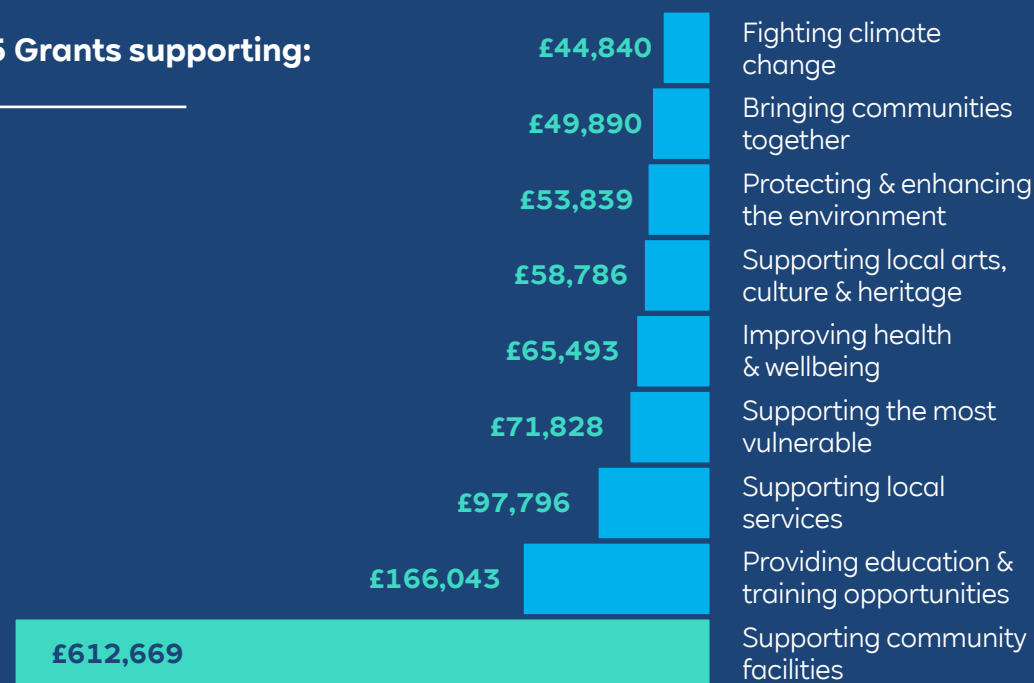 5 Grants supporting:
£44,840
Fighting climate
change
£49,890
Bringing communities
together
£53,839
Protecting & enhancing
the environment
£58,786
Supporting local arts,
culture & heritage
£65,493
Improving health
& wellbeing
£71,828
Supporting the most
vulnerable
£97,796
Supporting local
services
£166,043
Providing education &
training opportunities
£612,669
Supporting community
facilities